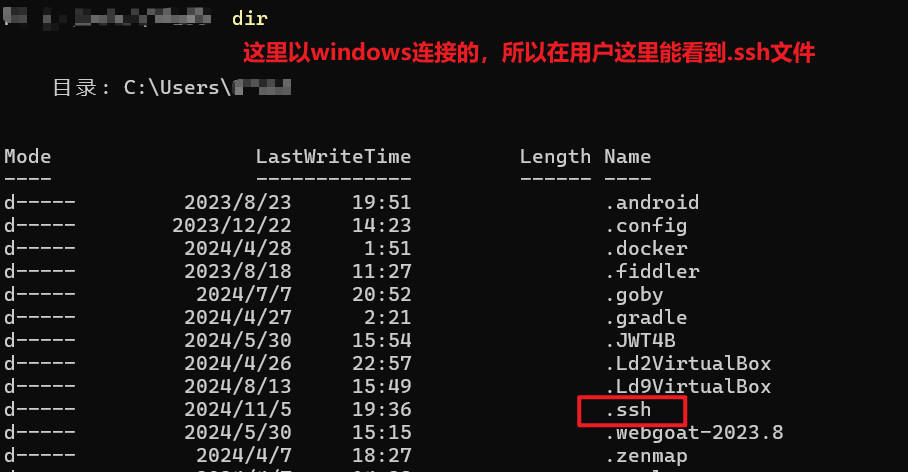 dir
这里以windows连接的，所以在用户这里能看到.ssh文件
目录: C:\Users\
Mode LastWriteTime Length Name
---- ------------- ------ ----
d----- 2023/8/23 19:51 .android
d----- 2023/12/22 14:23 .config
d----- 2024/4/28 1:51 .docker
d----- 2023/8/18 11:27 .fiddler
d----- 2024/7/7 20:52 .goby
d----- 2024/4/27 2:21 .gradle
d----- 2024/5/30 15:54 .JWT4B
d----- 2024/4/26 22:57 .Ld2VirtualBox
d----- 2024/8/13 15:49 .Ld9VirtualBox
d----- 2024/11/5 19:36 .ssh
d----- 2024/5/30 15:15 .webgoat-2023.8
d----- 2024/4/7 18:27 .zenmap